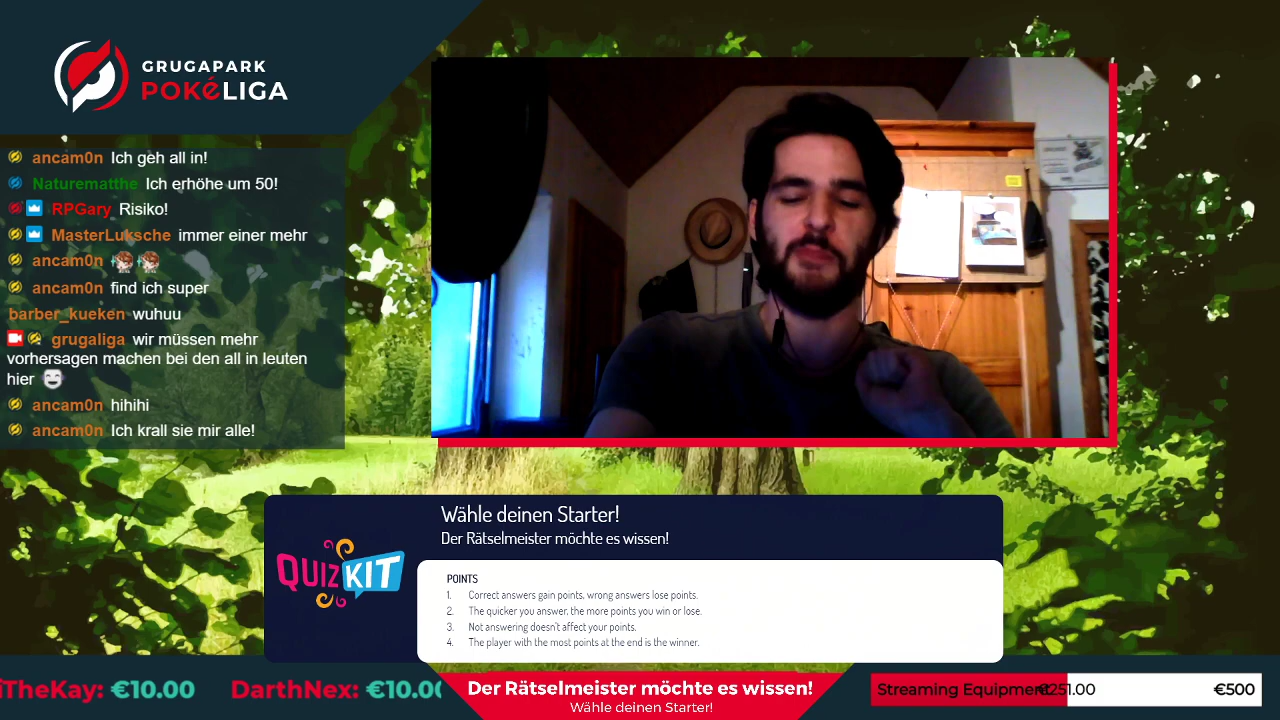 GRUGAPARK
POKéLIGA
ancam0n Ich geh all in!
Naturematthe Ich erhöhe um 50!
RPGary Risiko!
MasterLuksche immer einer mehr
ancam0n
ancam0n find ich super
barber_kueken wuhuu
grugaliga wir müssen mehr
vorhersagen machen bei den all in leuten
hier
ancam0n hihihi
ancam0n Ich krall sie mir alle!
QUIZKIT
Wähle deinen Starter!
Der Rätselmeister möchte es wissen!
POINTS
1. Correct answers gain points, wrong answers lose points.
2. The quicker you answer, the more points you win or lose.
3. Not answering doesn't affect your points.
4. The player with the most points at the end is the winner.
iTheKay: €10.00 DarthNex: €10.00
Der Rätselmeister möchte es wissen!
Wähle deinen Starter!
Streaming Equipment €251.00 €500